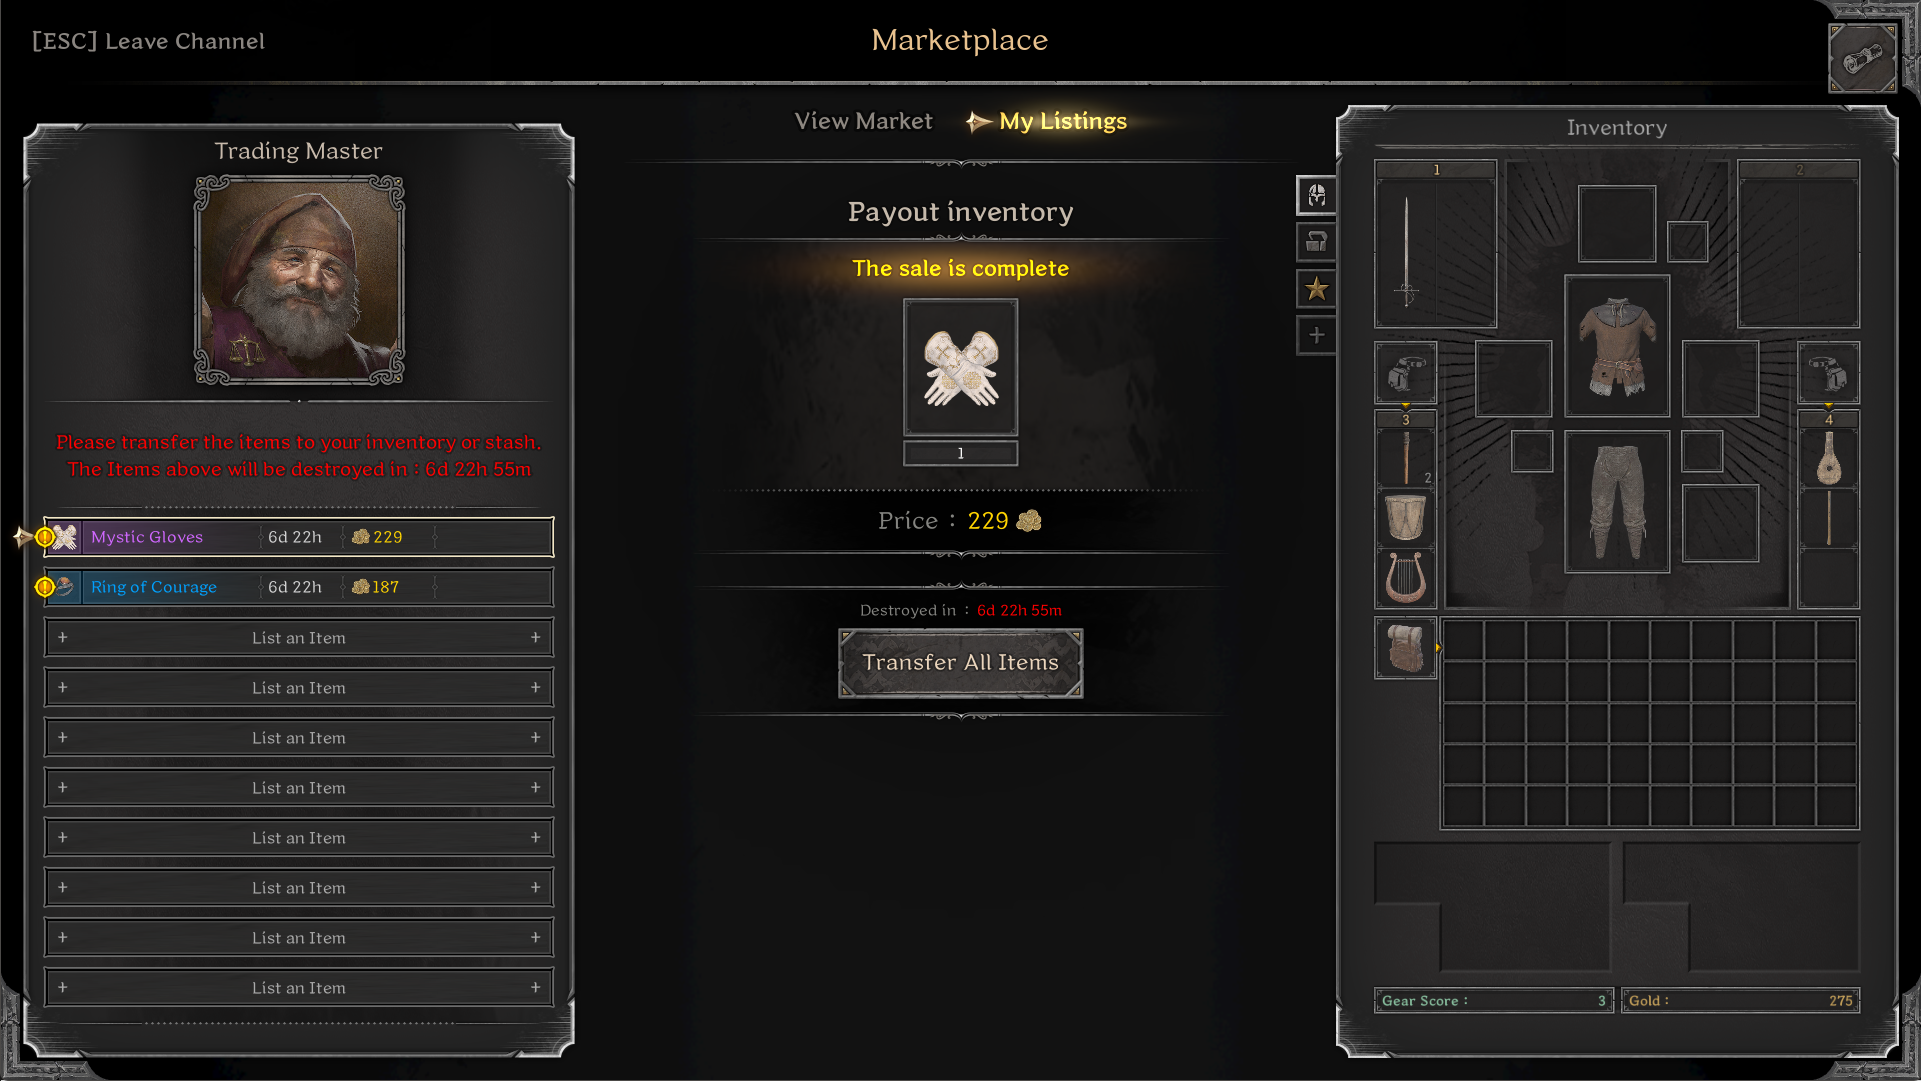 [ESC] Leave Channel
Marketplace
View Market
My Listings
Trading Master
Please transfer the items to your inventory or stash.
The Items above will be destroyed in : 6d 22h 55m
Mystic Gloves 6d 22h 229
Ring of Courage 6d 22h 187
+ List an Item +
+ List an Item +
+ List an Item +
+ List an Item +
+ List an Item +
+ List an Item +
+ List an Item +
+ List an Item +
Payout inventory
The sale is complete
1
Price : 229
Destroyed in : 6d 22h 55m
Transfer All Items
Inventory
1
2
3
4
2
Gear Score : 3
Gold : 275